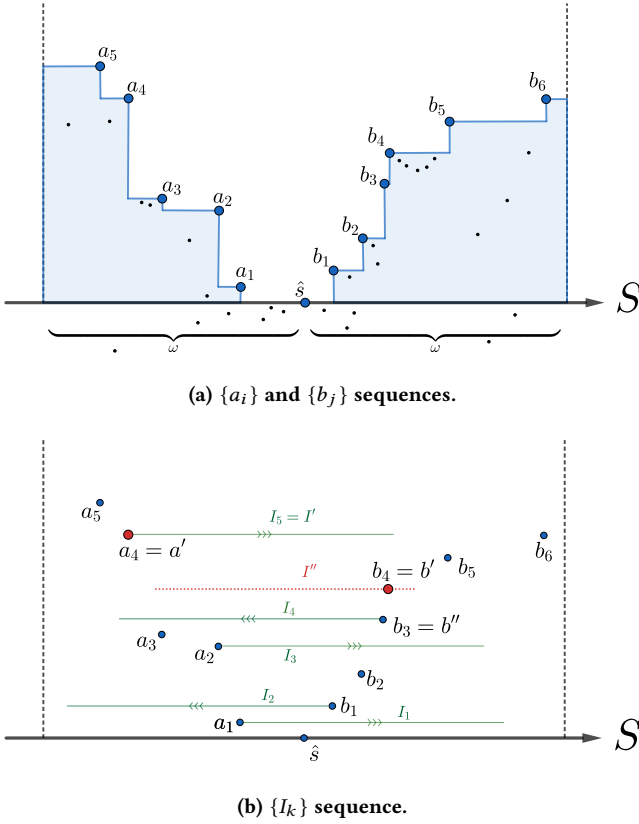 a₅
a₄
b₆
b₅
b₄
a₃
b₃
a₂
b₂
b₁
a₁
ŝ
S
ω
ω
(a) {aᵢ} and {bⱼ} sequences.
a₅
I₅ = I′
a₄ = a′
b₆
b₅
I″
b₄ = b′
I₄
b₃ = b″
a₃
a₂
I₃
b₂
I₂
b₁
a₁
I₁
S
ŝ
(b) {Iₖ} sequence.